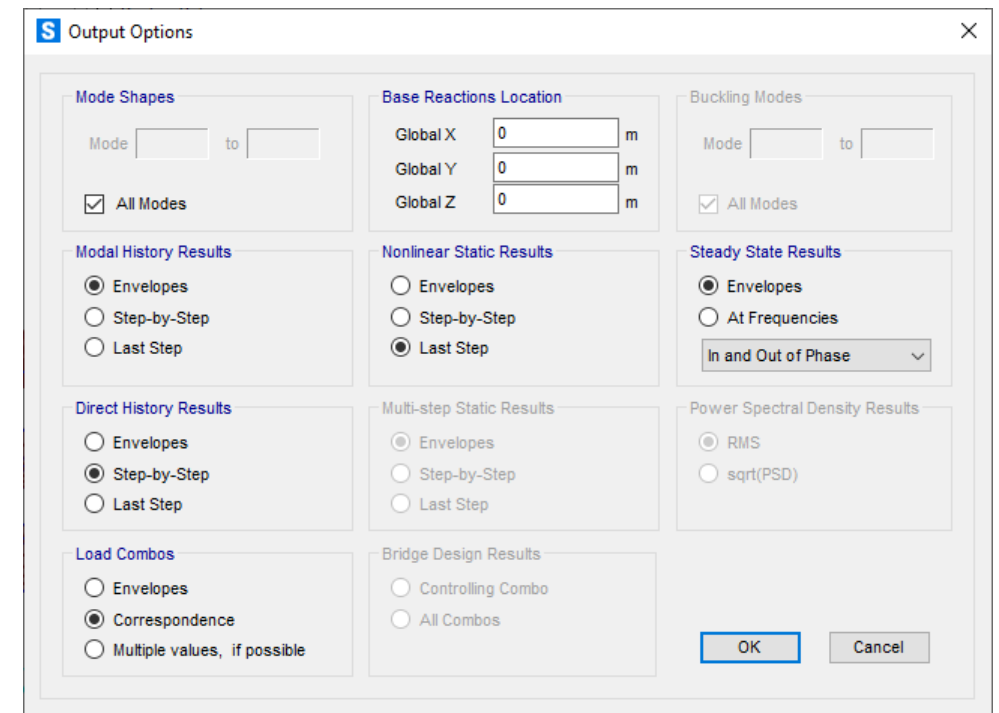 S Output Options
Mode Shapes
Mode to
All Modes
Base Reactions Location
Global X 0 m
Global Y 0 m
Global Z 0 m
Buckling Modes
Mode to
All Modes
Modal History Results
Envelopes
Step-by-Step
Last Step
Nonlinear Static Results
Envelopes
Step-by-Step
Last Step
Steady State Results
Envelopes
At Frequencies
In and Out of Phase
Direct History Results
Envelopes
Step-by-Step
Last Step
Multi-step Static Results
Envelopes
Step-by-Step
Last Step
Power Spectral Density Results
RMS
sqrt(PSD)
Load Combos
Envelopes
Correspondence
Multiple values, if possible
Bridge Design Results
Controlling Combo
All Combos
OK
Cancel